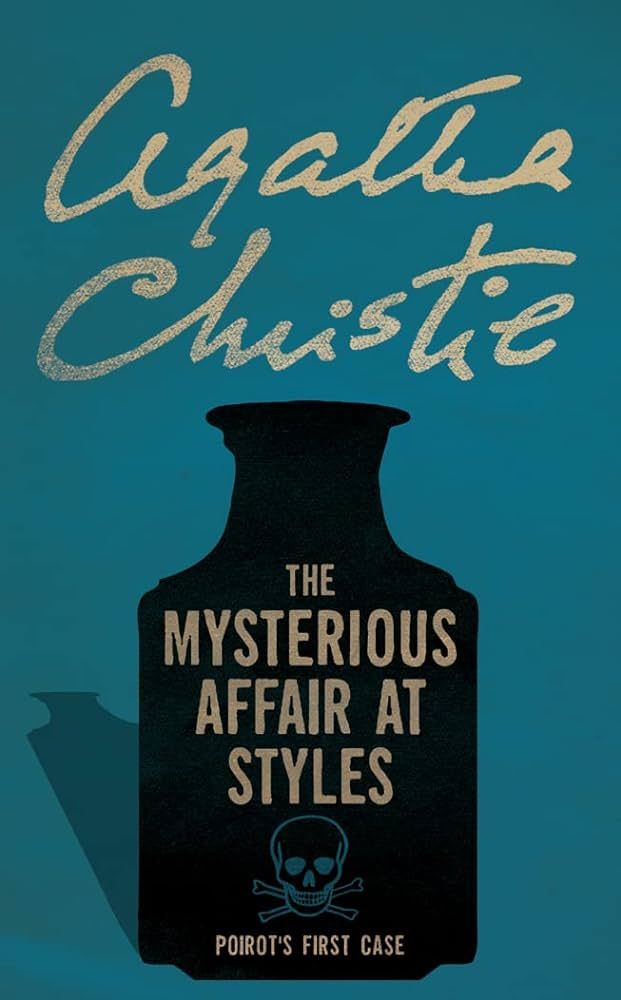 Agatha
Christie
THE
MYSTERIOUS
AFFAIR AT
STYLES
POIROT'S FIRST CASE